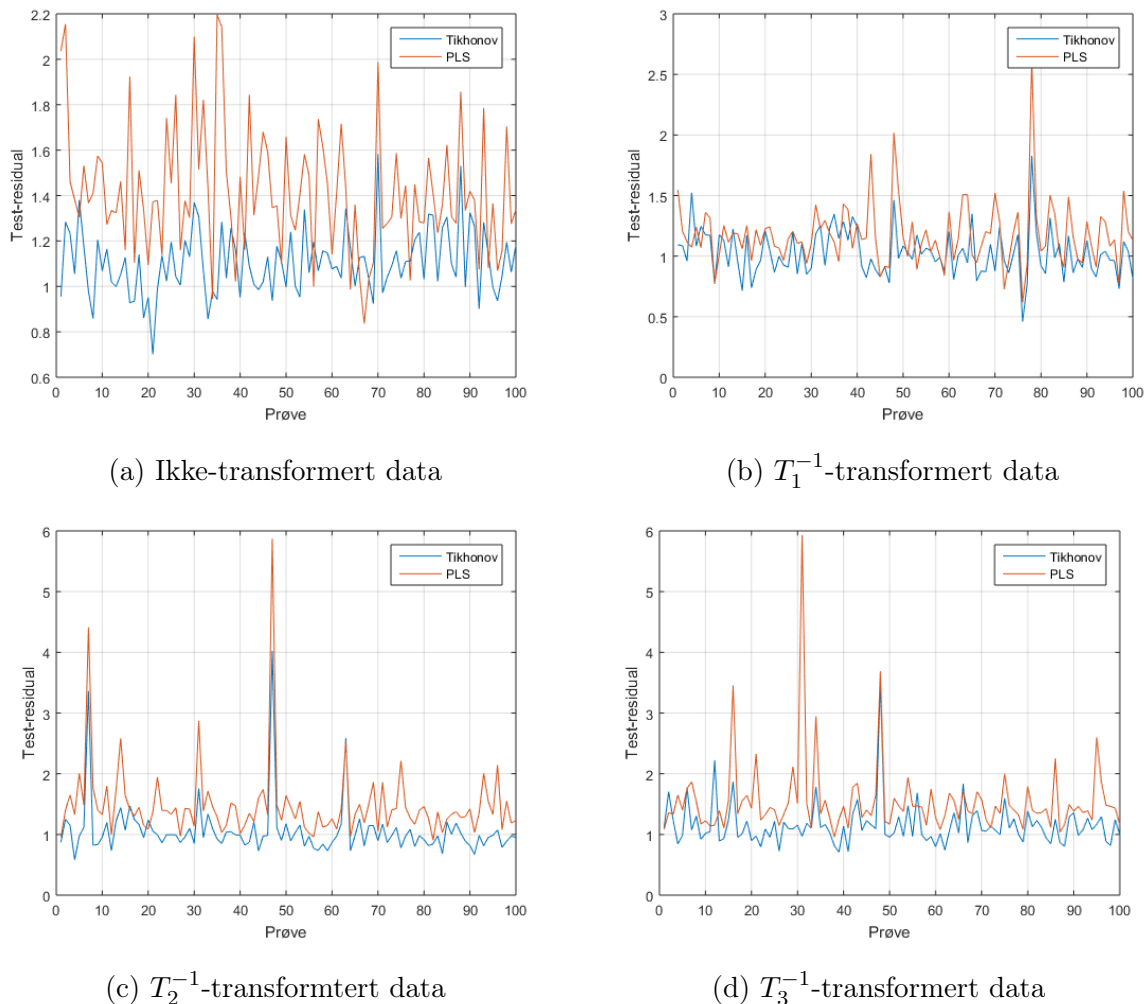 2.2
2
1.8
1.6
1.4
1.2
1
0.8
0.6
Test-residual
Tikhonov
PLS
0 10 20 30 40 50 60 70 80 90 100
Prøve
(a) Ikke-transformert data
3
2.5
2
1.5
1
0.5
0
Test-residual
Tikhonov
PLS
0 10 20 30 40 50 60 70 80 90 100
Prøve
(b) T₁⁻¹-transformert data
6
5
4
3
2
1
0
Test-residual
Tikhonov
PLS
0 10 20 30 40 50 60 70 80 90 100
Prøve
(c) T₂⁻¹-transformtert data
6
5
4
3
2
1
0
Test-residual
Tikhonov
PLS
0 10 20 30 40 50 60 70 80 90 100
Prøve
(d) T₃⁻¹-transformert data